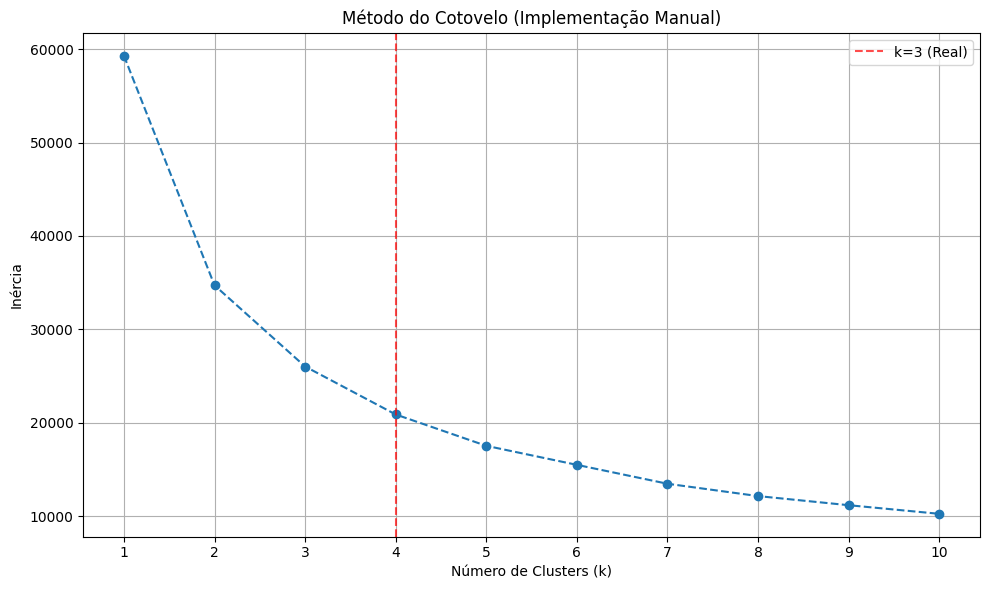 Método do Cotovelo (Implementação Manual)
k=3 (Real)
60000
50000
40000
30000
20000
10000
Inércia
1 2 3 4 5 6 7 8 9 10
Número de Clusters (k)